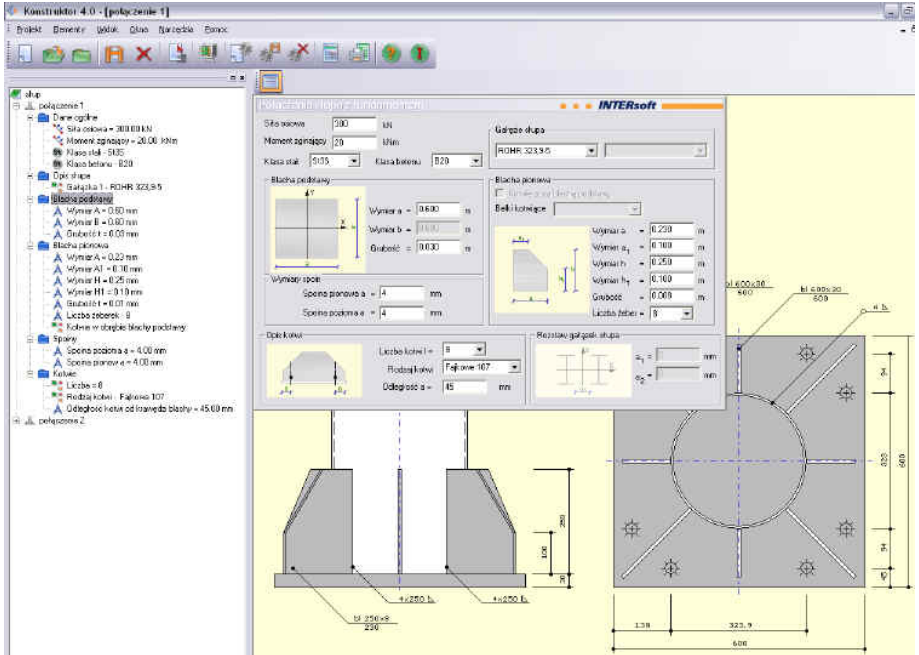 Konstruktor 4.0 - [połączenie 1]
Projekt Elementy Widok Okno Narzędzia Pomoc
słup
połączenie 1
Dane ogólne
Siła osiowa = 300.00 kN
Moment zginający = 20.00 kNm
Klasa stali - St3S
Klasa betonu - B20
Opis słupa
Gałązka 1 - ROHR 323,9/5
Blacha podstawy
Wymiar A = 0.60 mm
Wymiar B = 0.60 mm
Grubość t = 0.03 mm
Blacha pionowa
Wymiar A = 0.23 mm
Wymiar A1 = 0.10 mm
Wymiar H = 0.25 mm
Wymiar H1 = 0.10 mm
Grubość t = 0.01 mm
Liczba żeberek - 8
Kotwie w obrębie blachy podstawy
Spoiny
Spoina pozioma a = 4.00 mm
Spoina pionowa a = 4.00 mm
Kotwie
Liczba = 8
Rodzaj kotwi - Fajkowe 107
Odległość kotwi od krawędzi blachy = 45.00 mm
połączenie 2
INTERsoft
Siła osiowa 300 kN
Moment zginający 20 kNm
Klasa stali St3S Klasa betonu B20
Gałęzie słupa
ROHR 323,9/5
Blacha podstawy
Y
X
Wymiar a = 0.600 m
Wymiar b = 0.600 m
Grubość = 0.030 m
Wymiary spoin
Spoina pionowa a = 4 mm
Spoina pozioma a = 4 mm
Blacha pionowa
Belki kotwiące
Wymiar a = 0.230 m
Wymiar a1 = 0.100 m
Wymiar h = 0.250 m
Wymiar h1 = 0.100 m
Grubość = 0.008 m
Liczba żeber = 8
Opis kotwi
Liczba kotwi = 8
Rodzaj kotwi Fajkowe 107
Odległość a = 45 mm
Rozstaw gałązek słupa
a1 = mm
a2 = mm
bl 600x30
600
bl 600x30
600
94
323
94
45
600
250
100
30
4x250 b.
4x250 b.
bl 250x8
230
138
323.9
600